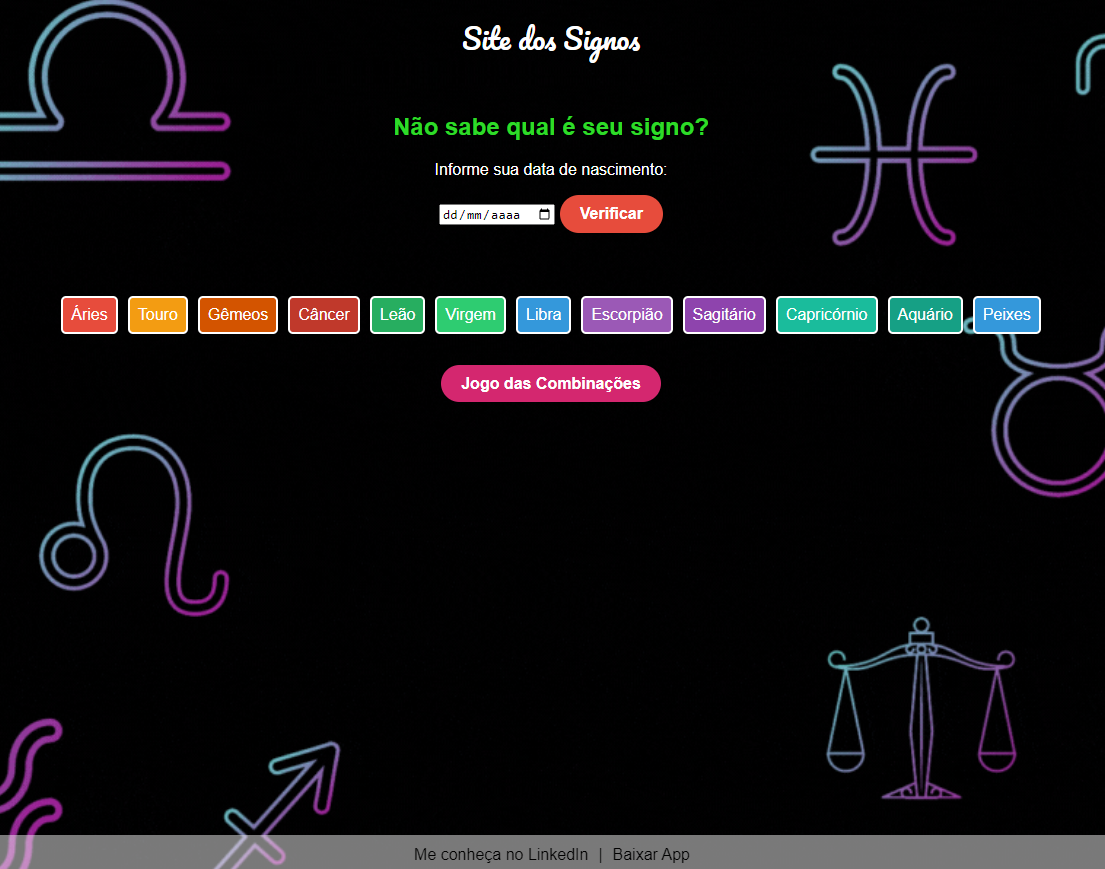 Site dos Signos
Não sabe qual é seu signo?
Informe sua data de nascimento:
dd/mm/aaaa Verificar
Áries Touro Gêmeos Câncer Leão Virgem Libra Escorpião Sagitário Capricórnio Aquário Peixes
Jogo das Combinações
Me conheça no LinkedIn | Baixar App